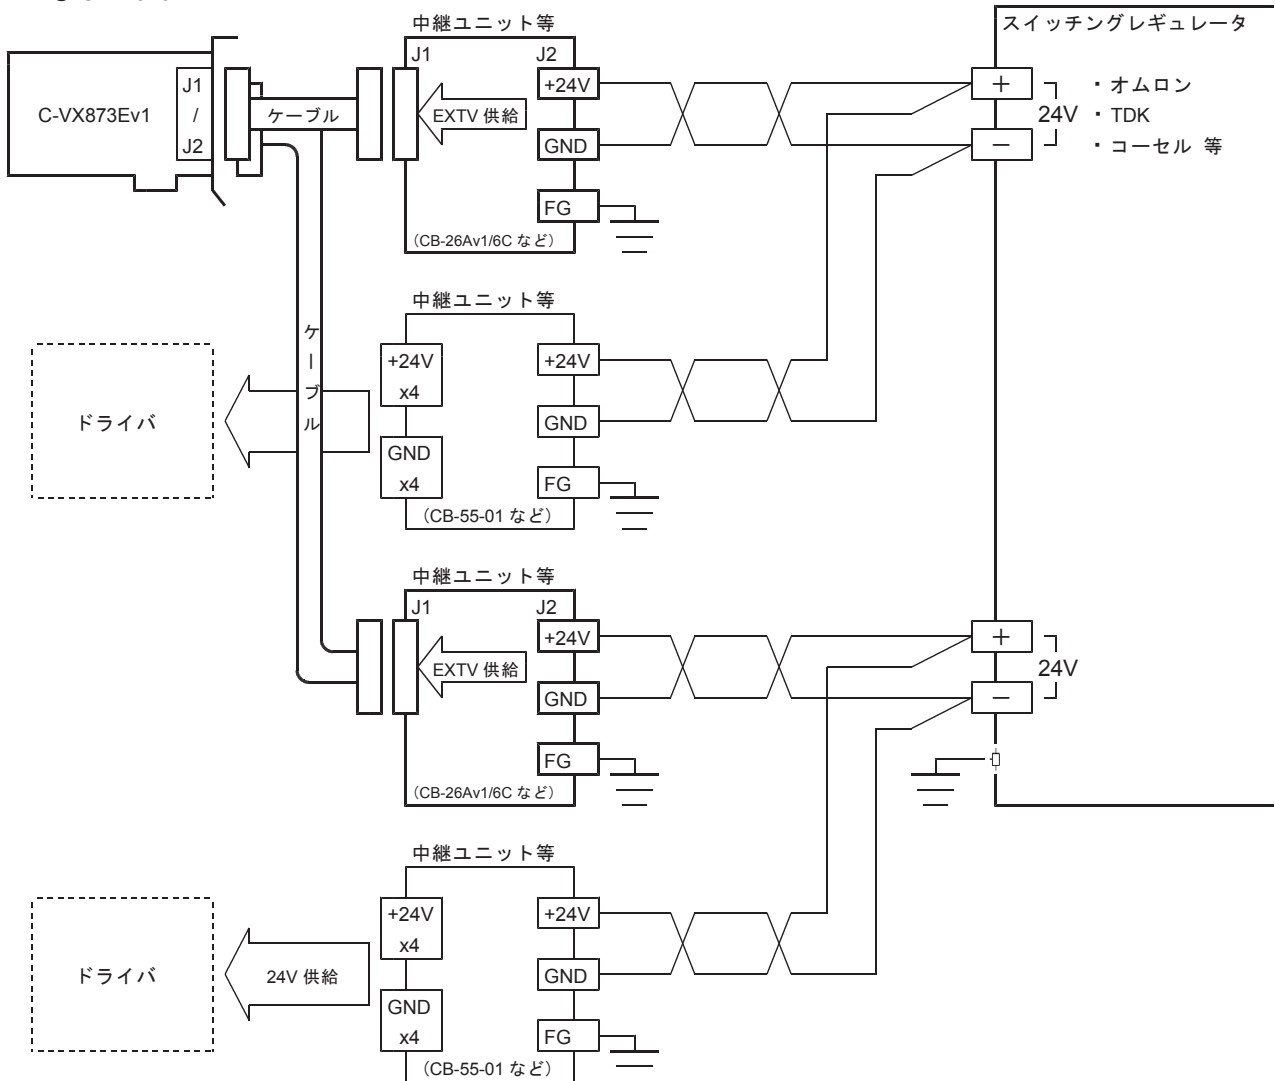 中継ユニット等
スイッチングレギュレータ
J1
J2
C-VX873Ev1
J1
/
J2
ケーブル
EXTV 供給
+24V
GND
FG
(CB-26Av1/6C など)
+
−
24V
・オムロン
・TDK
・コーセル 等
中継ユニット等
ケーブル
ドライバ
+24V
x4
GND
x4
+24V
GND
FG
(CB-55-01 など)
中継ユニット等
J1
J2
EXTV 供給
+24V
GND
FG
(CB-26Av1/6C など)
+
−
24V
中継ユニット等
ドライバ
24V 供給
+24V
x4
GND
x4
+24V
GND
FG
(CB-55-01 など)